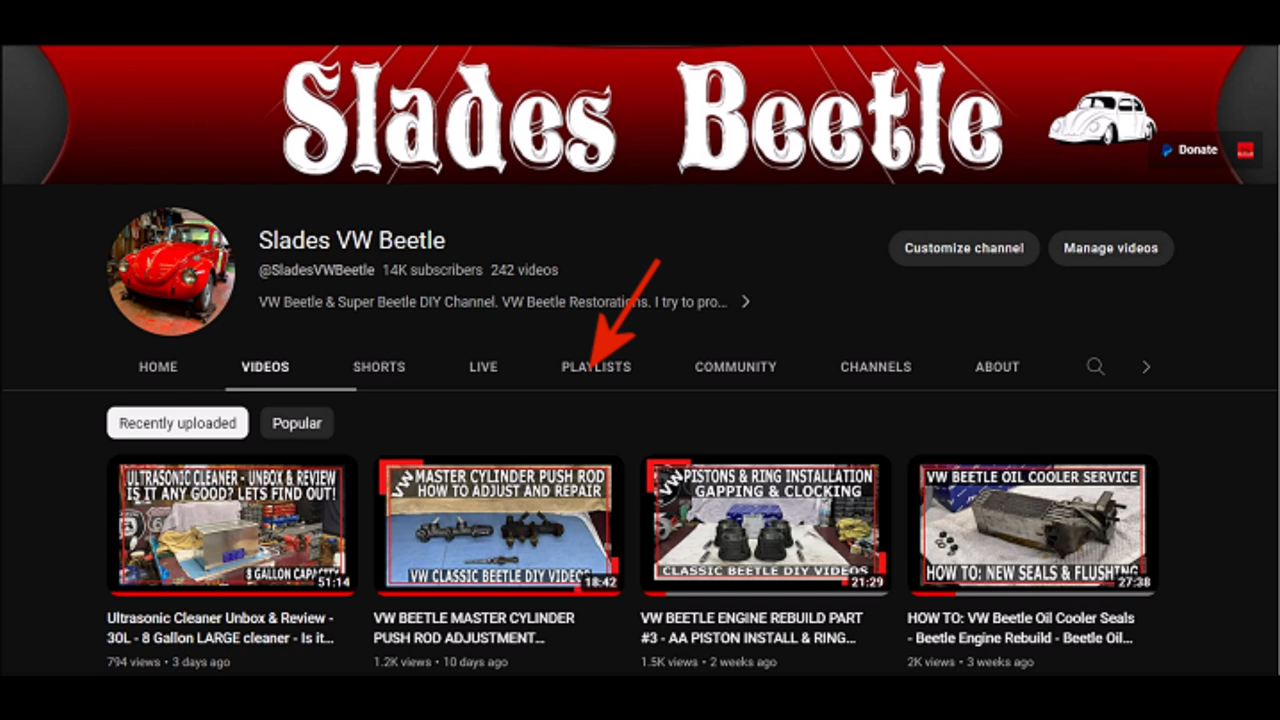 Slades Beetle
Donate
Slades VW Beetle
Customize channel
Manage videos
@SladesVWBeetle 14K subscribers 242 videos
VW Beetle & Super Beetle DIY Channel. VW Beetle Restorations. I try to pro...
HOME VIDEOS SHORTS LIVE PLAYLISTS COMMUNITY CHANNELS ABOUT
Recently uploaded Popular
ULTRASONIC CLEANER - UNBOX & REVIEW
IS IT ANY GOOD? LETS FIND OUT!
8 GALLON CAPACITY
51:14
Ultrasonic Cleaner Unbox & Review -
30L - 8 Gallon LARGE cleaner - Is it...
794 views • 3 days ago
VW MASTER CYLINDER PUSH ROD
HOW TO ADJUST AND REPAIR
VW CLASSIC BEETLE DIY VIDEOS
18:42
VW BEETLE MASTER CYLINDER
PUSH ROD ADJUSTMENT...
1.2K views • 10 days ago
VW PISTONS & RING INSTALLATION
GAPPING & CLOCKING
CLASSIC BEETLE DIY VIDEOS
21:29
VW BEETLE ENGINE REBUILD PART
#3 - AA PISTON INSTALL & RING...
1.5K views • 2 weeks ago
VW BEETLE OIL COOLER SERVICE
HOW TO: NEW SEALS & FLUSHING
27:38
HOW TO: VW Beetle Oil Cooler Seals
- Beetle Engine Rebuild - Beetle Oil...
2K views • 3 weeks ago